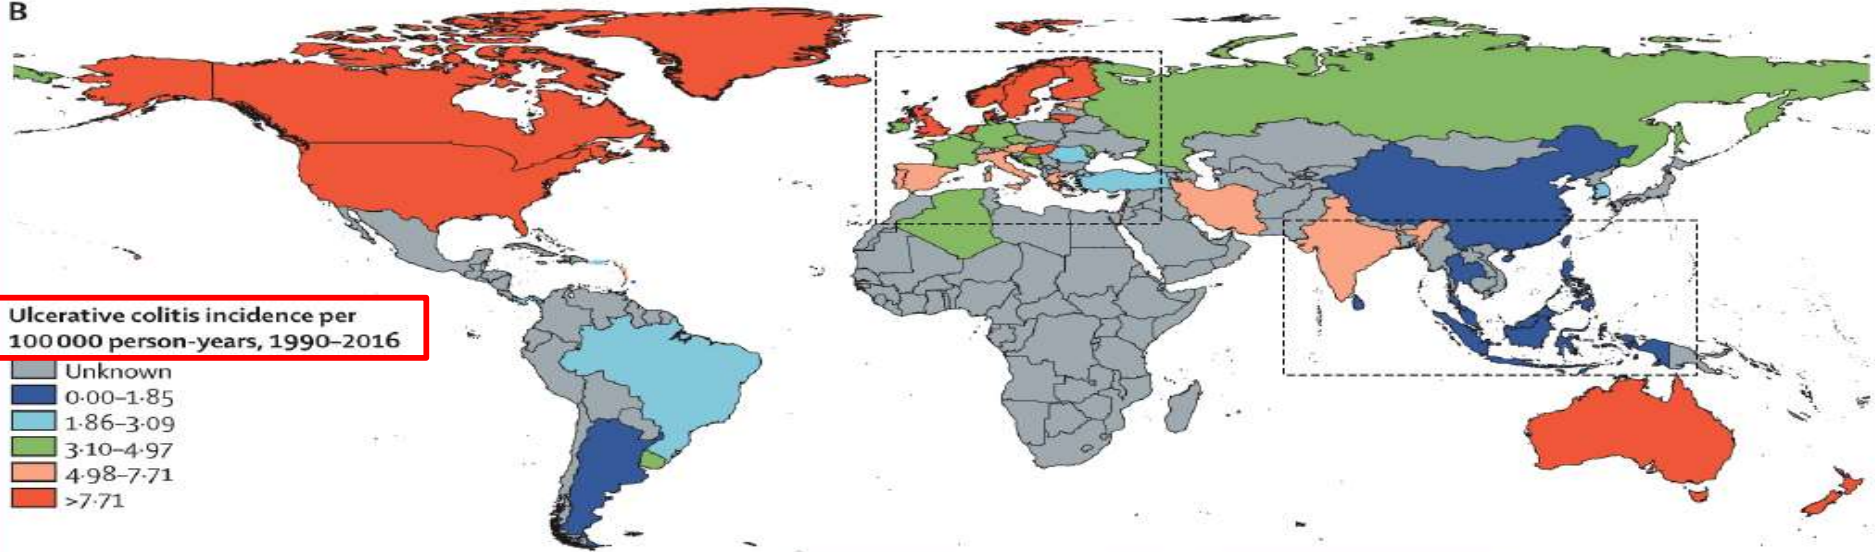 B
Ulcerative colitis incidence per
100 000 person-years, 1990–2016
Unknown
0·00–1·85
1·86–3·09
3·10–4·97
4·98–7·71
>7·71